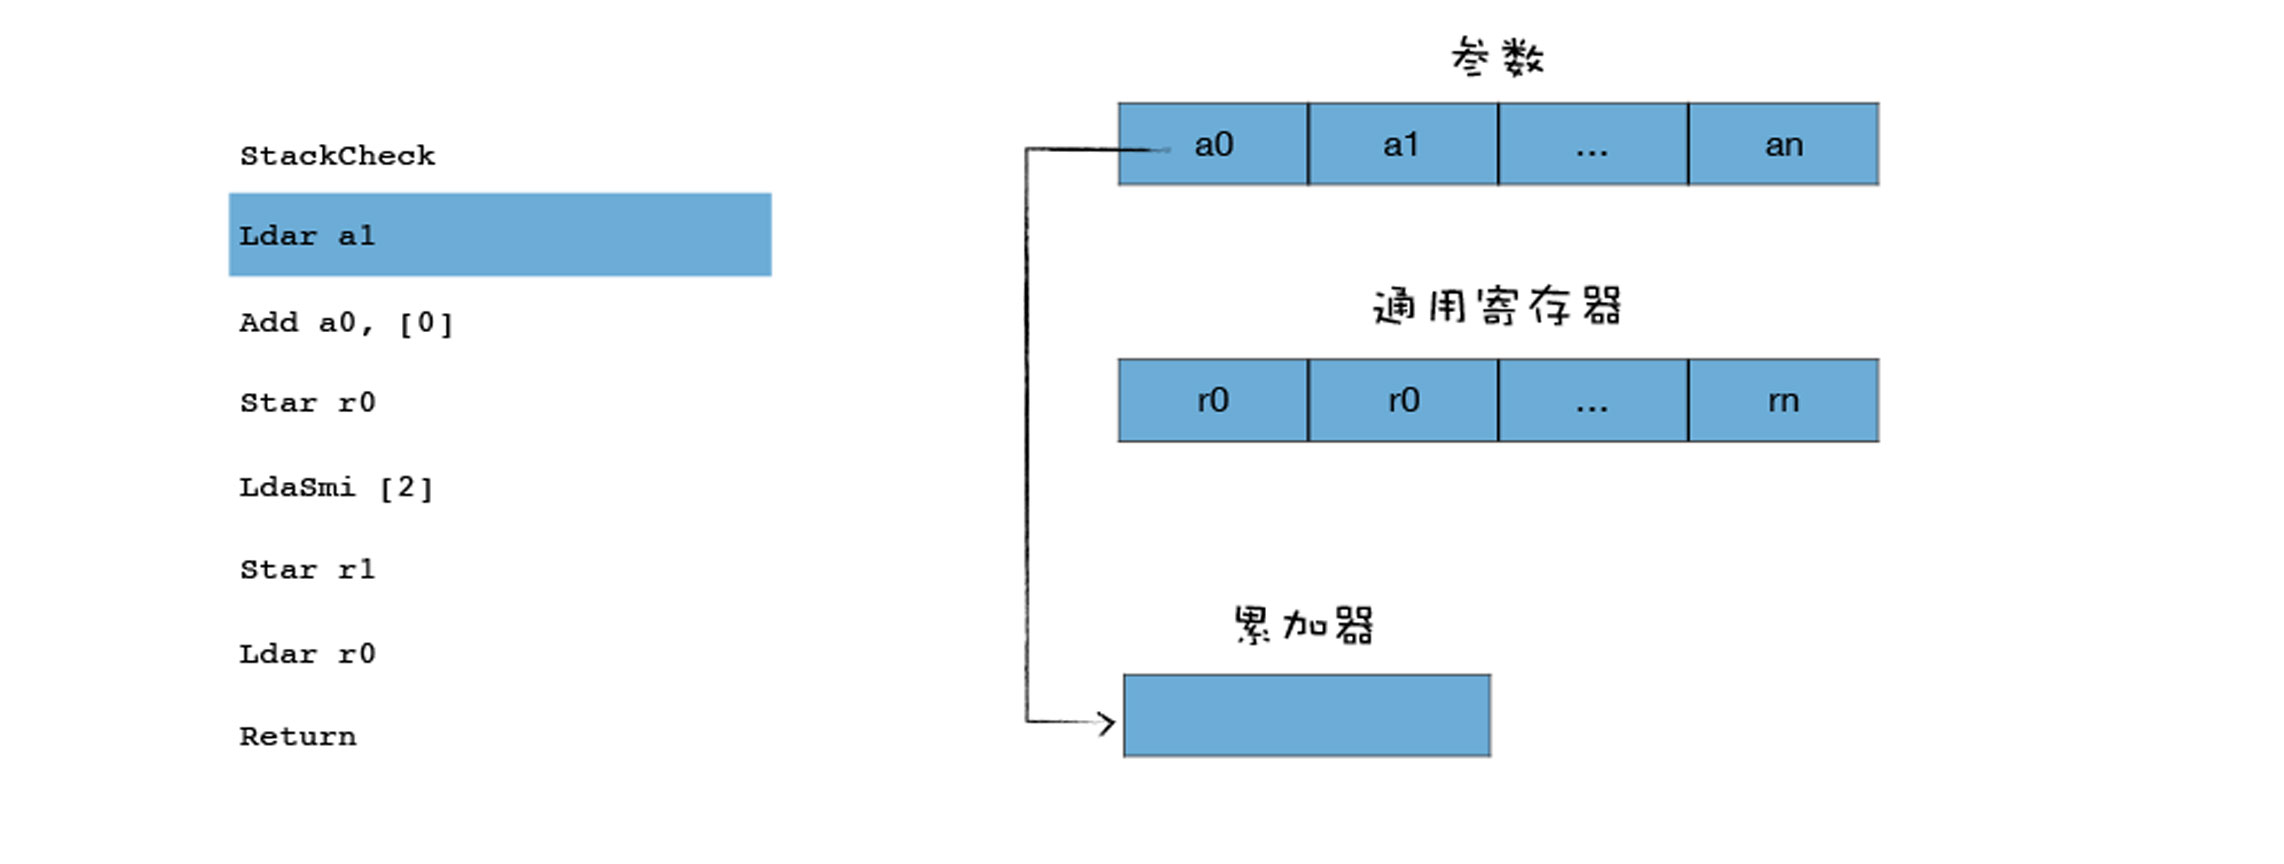 StackCheck
Ldar a1
Add a0, [0]
Star r0
LdaSmi [2]
Star r1
Ldar r0
Return
参数
a0 a1 ... an
通用寄存器
r0 r0 ... rn
累加器